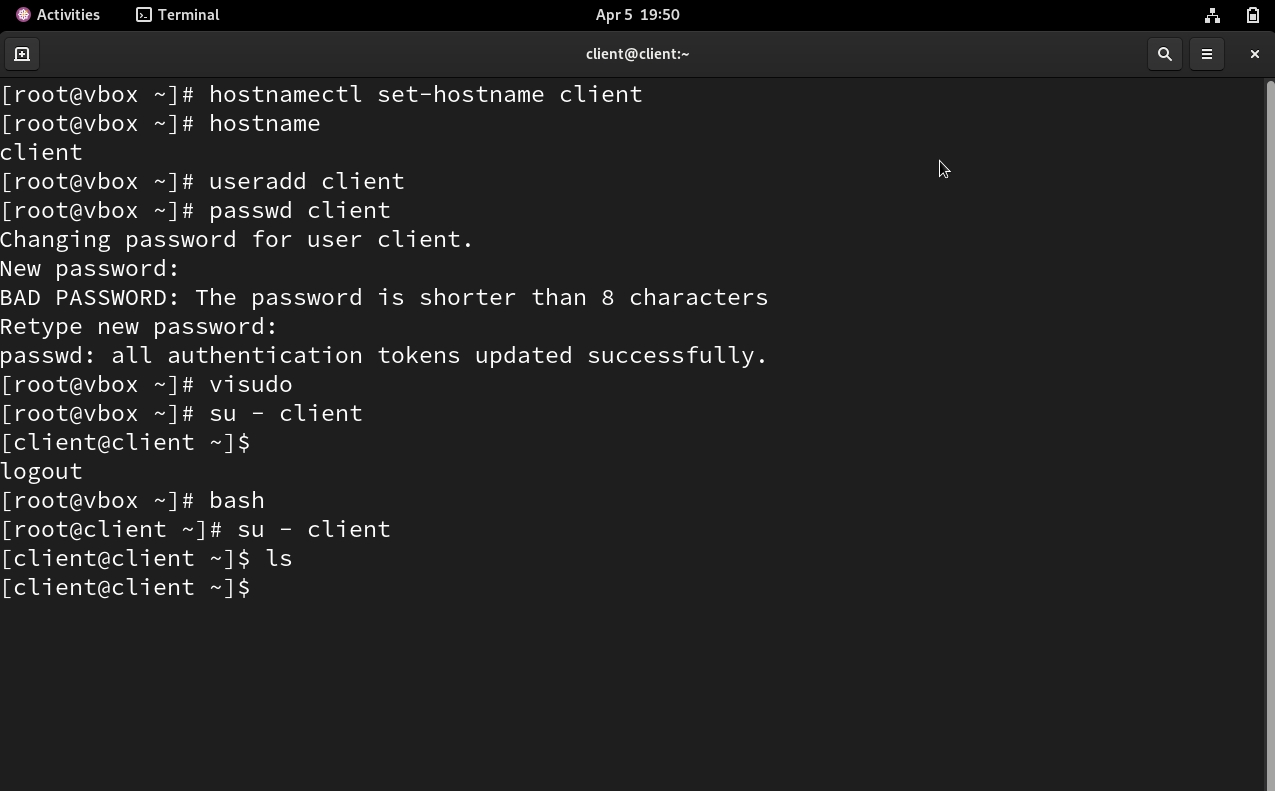 Activities Terminal Apr 5 19:50
client@client:~
[root@vbox ~]# hostnamectl set-hostname client
[root@vbox ~]# hostname
client
[root@vbox ~]# useradd client
[root@vbox ~]# passwd client
Changing password for user client.
New password:
BAD PASSWORD: The password is shorter than 8 characters
Retype new password:
passwd: all authentication tokens updated successfully.
[root@vbox ~]# visudo
[root@vbox ~]# su - client
[client@client ~]$
logout
[root@vbox ~]# bash
[root@client ~]# su - client
[client@client ~]$ ls
[client@client ~]$